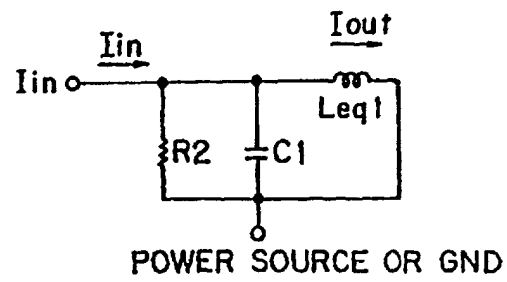 Iin
Iout
Iin
Leq1
R2
C1
POWER SOURCE OR GND